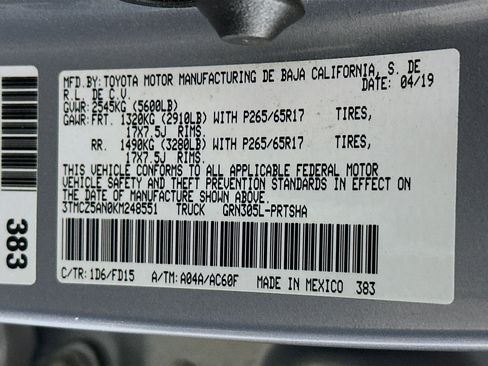 MFD.BY:TOYOTA MOTOR MANUFACTURING DE BAJA CALIFORNIA, S. DE
R. L. DE C.V. DATE: 04/19
GVWR:2545KG (5600LB)
GAWR:FRT. 1320KG (2910LB) WITH P265/65R17 TIRES,
17X7.5J RIMS.
RR. 1490KG (3280LB) WITH P265/65R17 TIRES,
17X7.5J RIMS.
THIS VEHICLE CONFORMS TO ALL APPLICABLE FEDERAL MOTOR
VEHICLE SAFETY AND THEFT PREVENTION STANDARDS IN EFFECT ON
THE DATE OF MANUFACTURE SHOWN ABOVE.
3TMCZ5AN0KM248551 TRUCK GRN305L-PRTSHA
C/TR:1D6/FD15 A/TM:A04A/AC60F MADE IN MEXICO 383
383